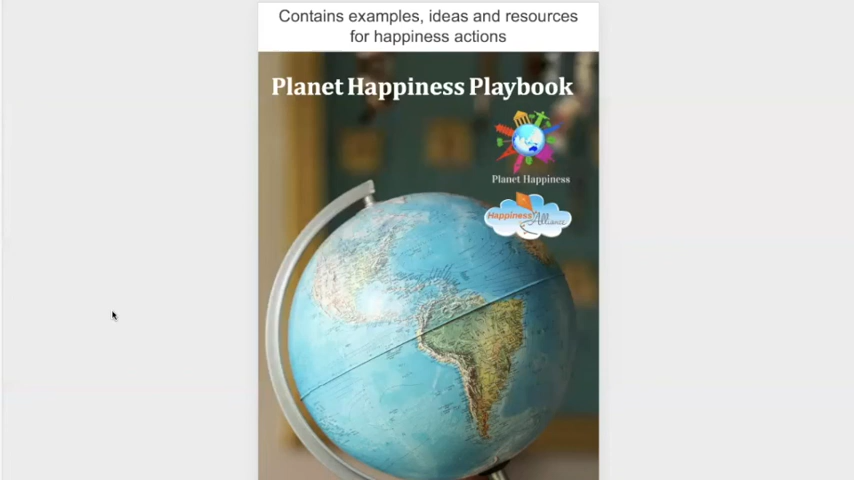 Contains examples, ideas and resources
for happiness actions
Planet Happiness Playbook
Planet Happiness
Happiness Alliance